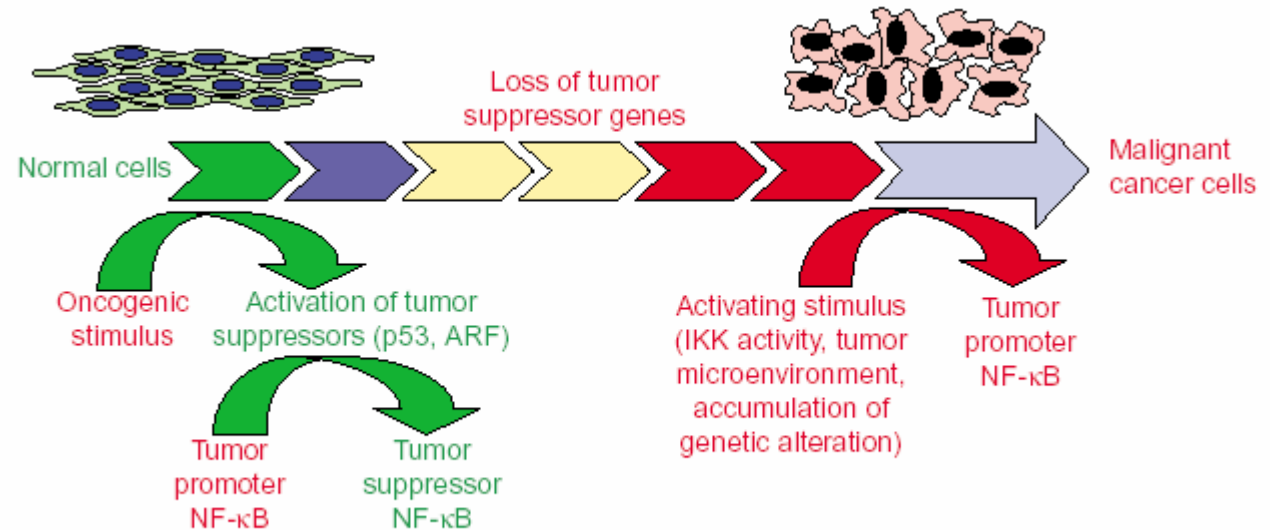 Loss of tumor
suppressor genes
Normal cells
Malignant
cancer cells
Oncogenic
stimulus
Activation of tumor
suppressors (p53, ARF)
Activating stimulus
(IKK activity, tumor
microenvironment,
accumulation of
genetic alteration)
Tumor
promoter
NF-κB
Tumor
promoter
NF-κB
Tumor
suppressor
NF-κB